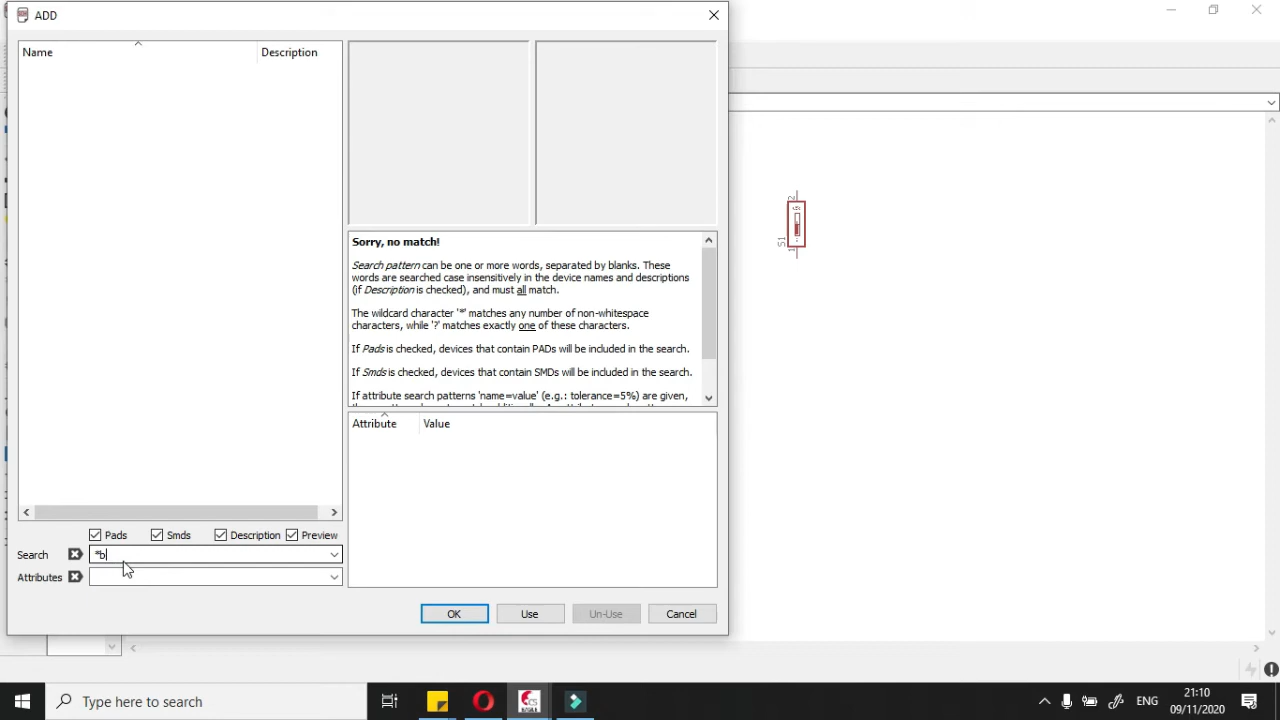 ADD
Name Description
Sorry, no match!
Search pattern can be one or more words, separated by blanks. These
words are searched case insensitively in the device names and descriptions
(if Description is checked), and must all match.
The wildcard character '*' matches any number of non-whitespace
characters, while '?' matches exactly one of these characters.
If Pads is checked, devices that contain PADs will be included in the search.
If Smds is checked, devices that contain SMDs will be included in the search.
If attribute search patterns 'name=value' (e.g.: tolerance=5%) are given,
Attribute Value
Pads Smds Description Preview
Search *b
Attributes
OK Use Un-Use Cancel
2
S1
1
Type here to search
ENG
21:10
09/11/2020